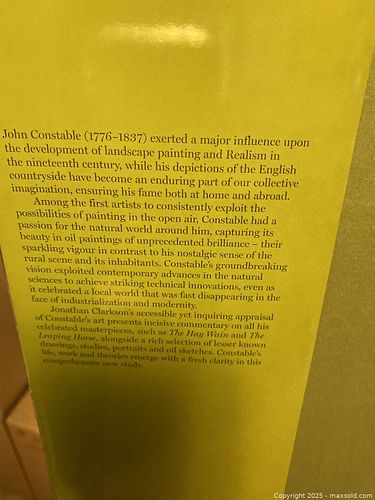 John Constable (1776–1837) exerted a major influence upon
the development of landscape painting and Realism in
the nineteenth century, while his depictions of the English
countryside have become an enduring part of our collective
imagination, ensuring his fame both at home and abroad.
Among the first artists to consistently exploit the
possibilities of painting in the open air, Constable had a
passion for the natural world around him, capturing its
beauty in oil paintings of unprecedented brilliance – their
sparkling vigour in contrast to his nostalgic sense of the
rural scene and its inhabitants. Constable's groundbreaking
vision exploited contemporary advances in the natural
sciences to achieve striking technical innovations, even as
it celebrated a local world that was fast disappearing in the
face of industrialization and modernity.
Jonathan Clarkson's accessible yet inquiring appraisal
of Constable's art presents incisive commentary on all his
celebrated masterpieces, such as The Hay Wain and The
Leaping Horse, alongside a rich selection of lesser known
drawings, studies, portraits and oil sketches. Constable's
life, work and theories emerge with a fresh clarity in this
comprehensive new study.
Copyright 2025 - maxsold.com